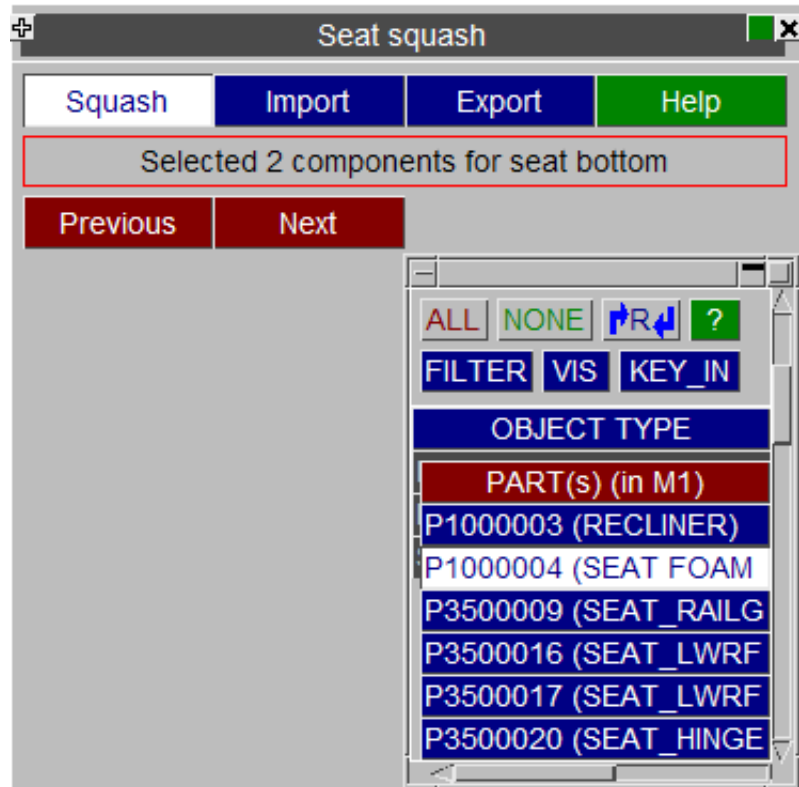 Seat squash
Squash Import Export Help
Selected 2 components for seat bottom
Previous Next
ALL NONE R ?
FILTER VIS KEY_IN
OBJECT TYPE
PART(s) (in M1)
P1000003 (RECLINER)
P1000004 (SEAT FOAM
P3500009 (SEAT_RAILG
P3500016 (SEAT_LWRF
P3500017 (SEAT_LWRF
P3500020 (SEAT_HINGE